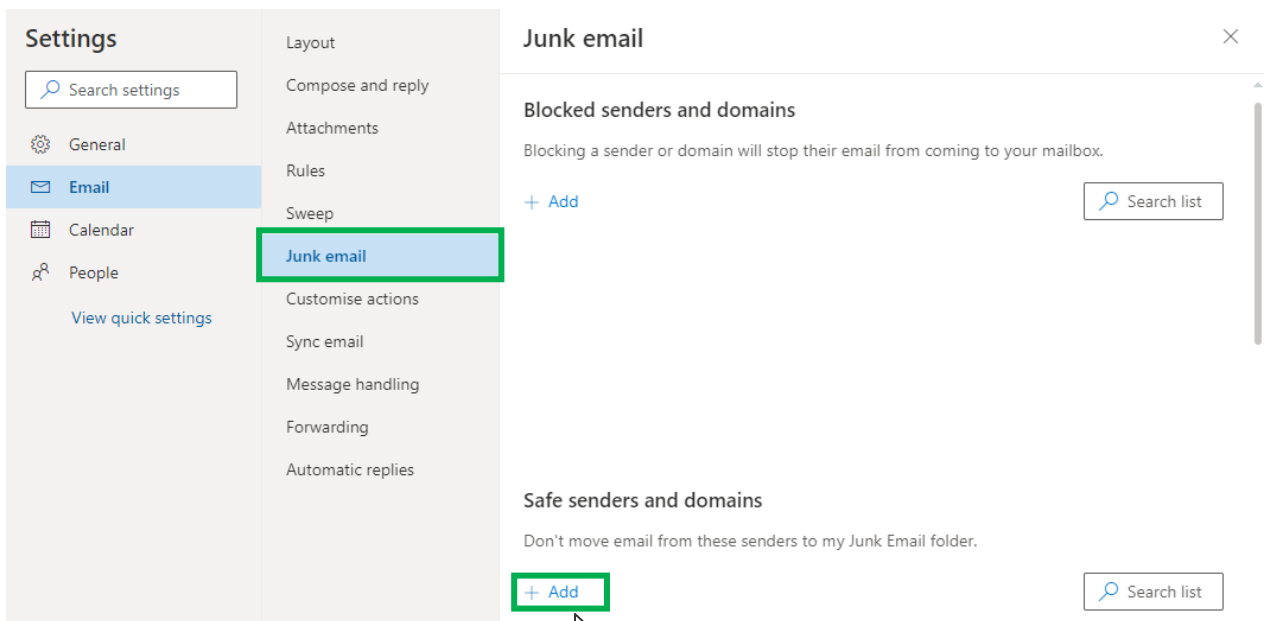 Settings
Search settings
General
Email
Calendar
People
View quick settings
Layout
Compose and reply
Attachments
Rules
Sweep
Junk email
Customise actions
Sync email
Message handling
Forwarding
Automatic replies
Junk email
Blocked senders and domains
Blocking a sender or domain will stop their email from coming to your mailbox.
+ Add
Search list
Safe senders and domains
Don't move email from these senders to my Junk Email folder.
+ Add
Search list